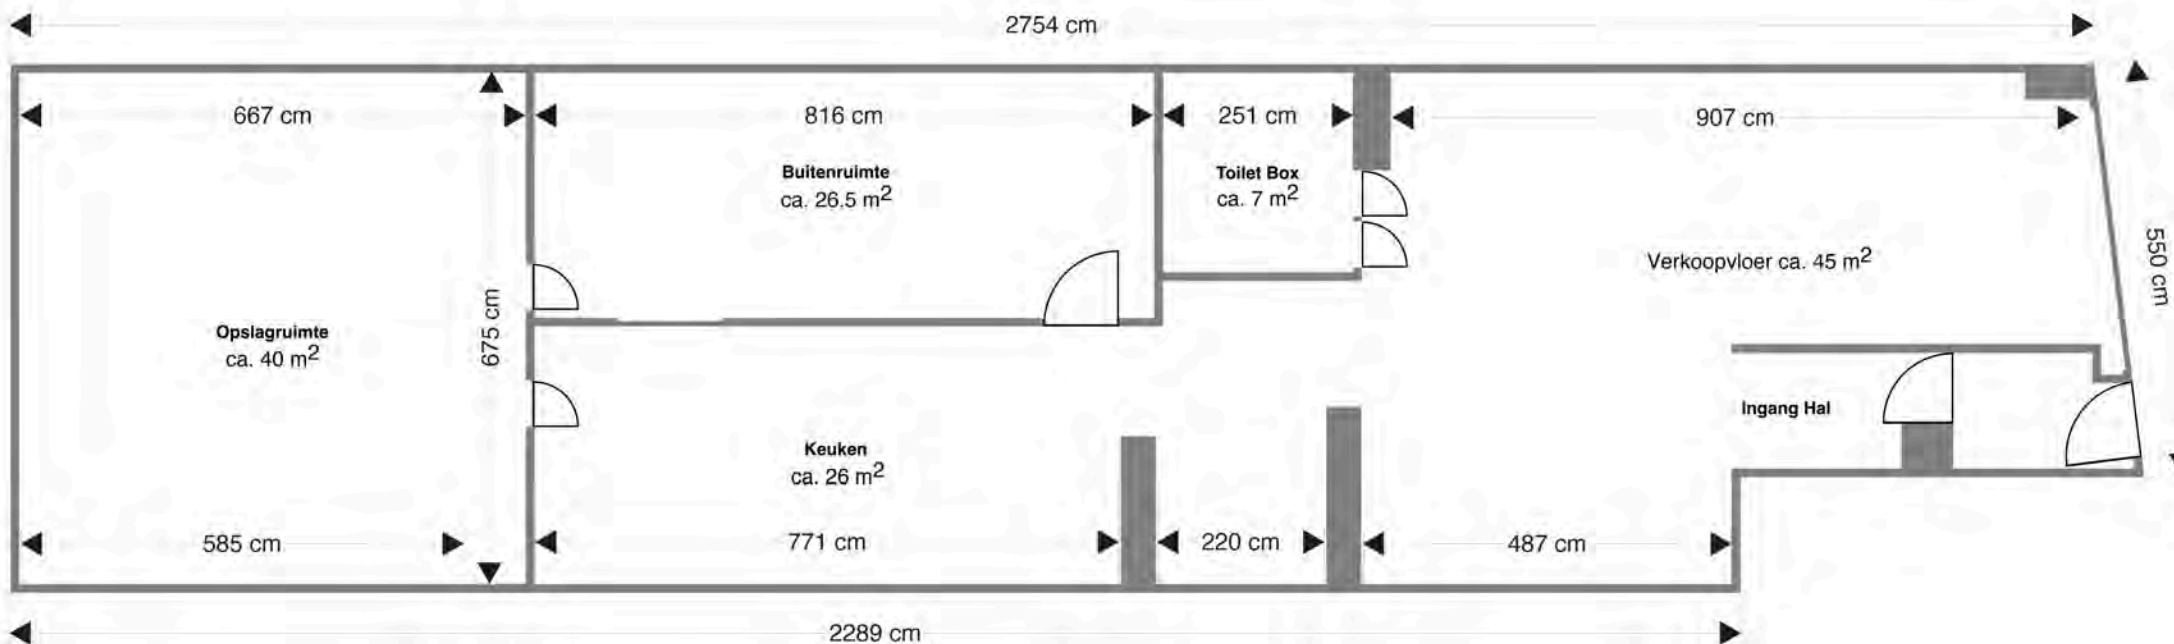 2754 cm
667 cm
816 cm
251 cm
907 cm
Buitenruimte
ca. 26.5 m²
Toilet Box
ca. 7 m²
550 cm
Verkoopvloer ca. 45 m²
675 cm
Opslagruimte
ca. 40 m²
Ingang Hal
Keuken
ca. 26 m²
585 cm
771 cm
220 cm
487 cm
2289 cm